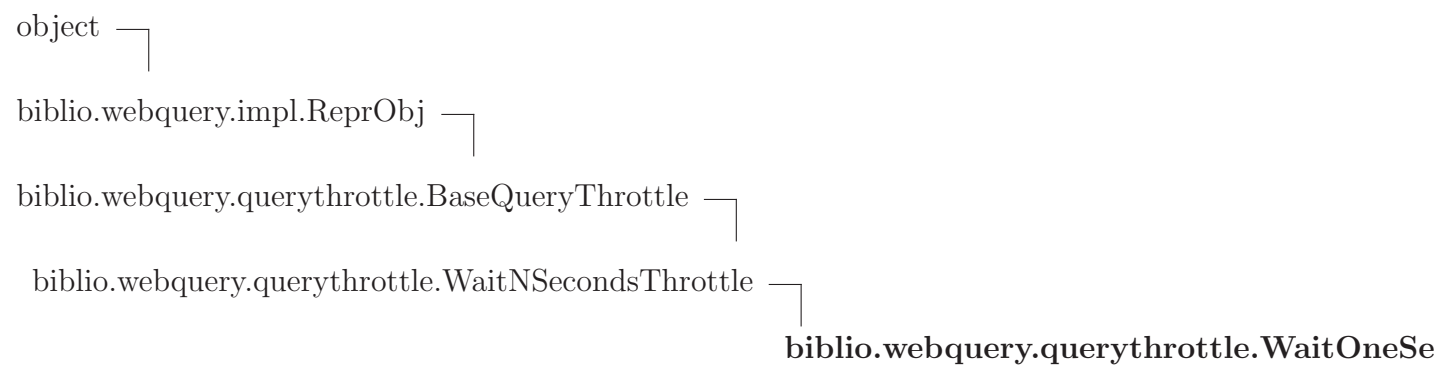 object
biblio.webquery.impl.ReprObj
biblio.webquery.querythrottle.BaseQueryThrottle
biblio.webquery.querythrottle.WaitNSecondsThrottle
biblio.webquery.querythrottle.WaitOneSe